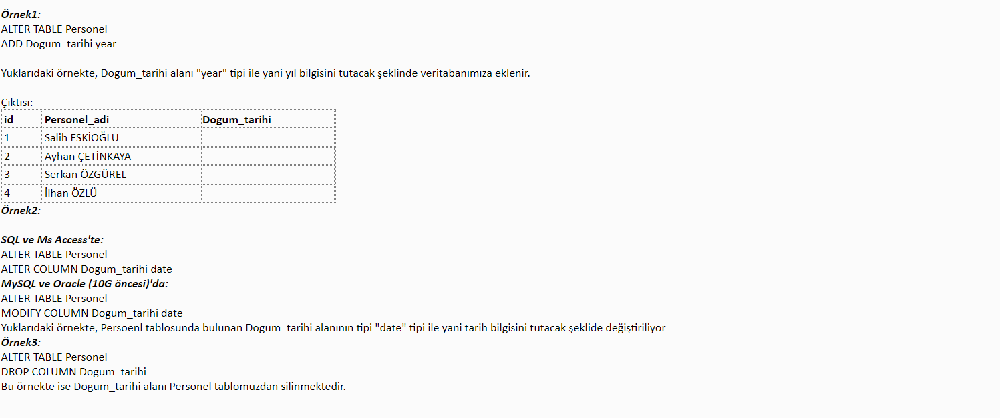 Örnek1:
ALTER TABLE Personel
ADD Dogum_tarihi year
Yuklarıdaki örnekte, Dogum_tarihi alanı "year" tipi ile yani yıl bilgisini tutacak şeklinde veritabanımıza eklenir.
Çıktısı:
id Personel_adi Dogum_tarihi
1 Salih ESKİOĞLU
2 Ayhan ÇETİNKAYA
3 Serkan ÖZGÜREL
4 İlhan ÖZLÜ
Örnek2:
SQL ve Ms Access'te:
ALTER TABLE Personel
ALTER COLUMN Dogum_tarihi date
MySQL ve Oracle (10G öncesi)'da:
ALTER TABLE Personel
MODIFY COLUMN Dogum_tarihi date
Yuklarıdaki örnekte, Persoenl tablosunda bulunan Dogum_tarihi alanının tipi "date" tipi ile yani tarih bilgisini tutacak şeklide değiştiriliyor
Örnek3:
ALTER TABLE Personel
DROP COLUMN Dogum_tarihi
Bu örnekte ise Dogum_tarihi alanı Personel tablomuzdan silinmektedir.